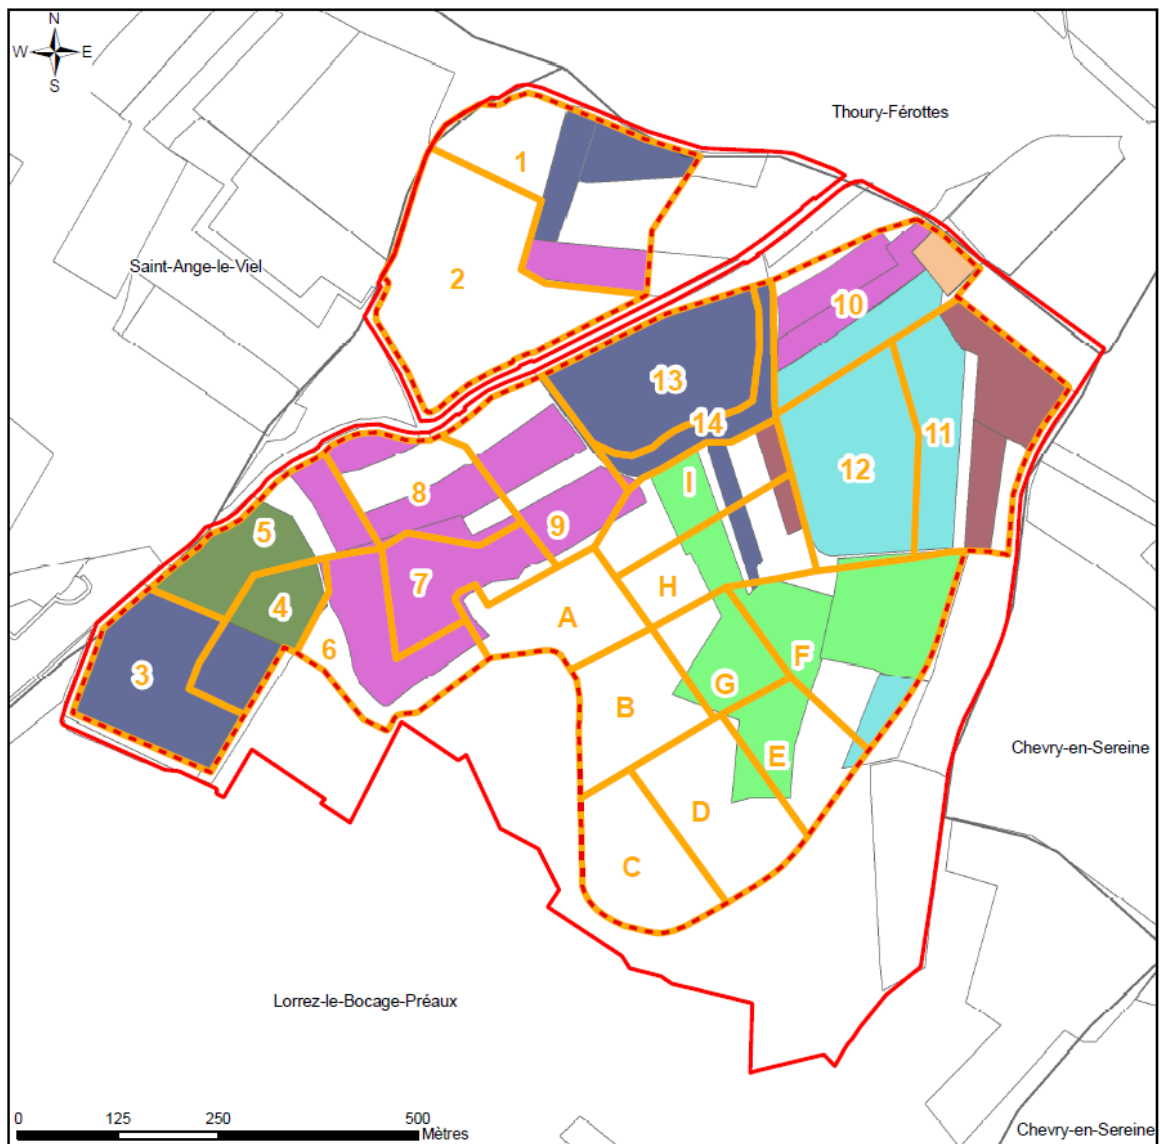 N
W E
S
Thoury-Férottes
1
Saint-Ange-le-Viel
2
10
13
14
11
12
8
I
9
5
7
H
4
A
6
3
F
G
B
Chevry-en-Sereine
E
D
C
Lorrez-le-Bocage-Préaux
0 125 250 500
Mètres
Chevry-en-Sereine